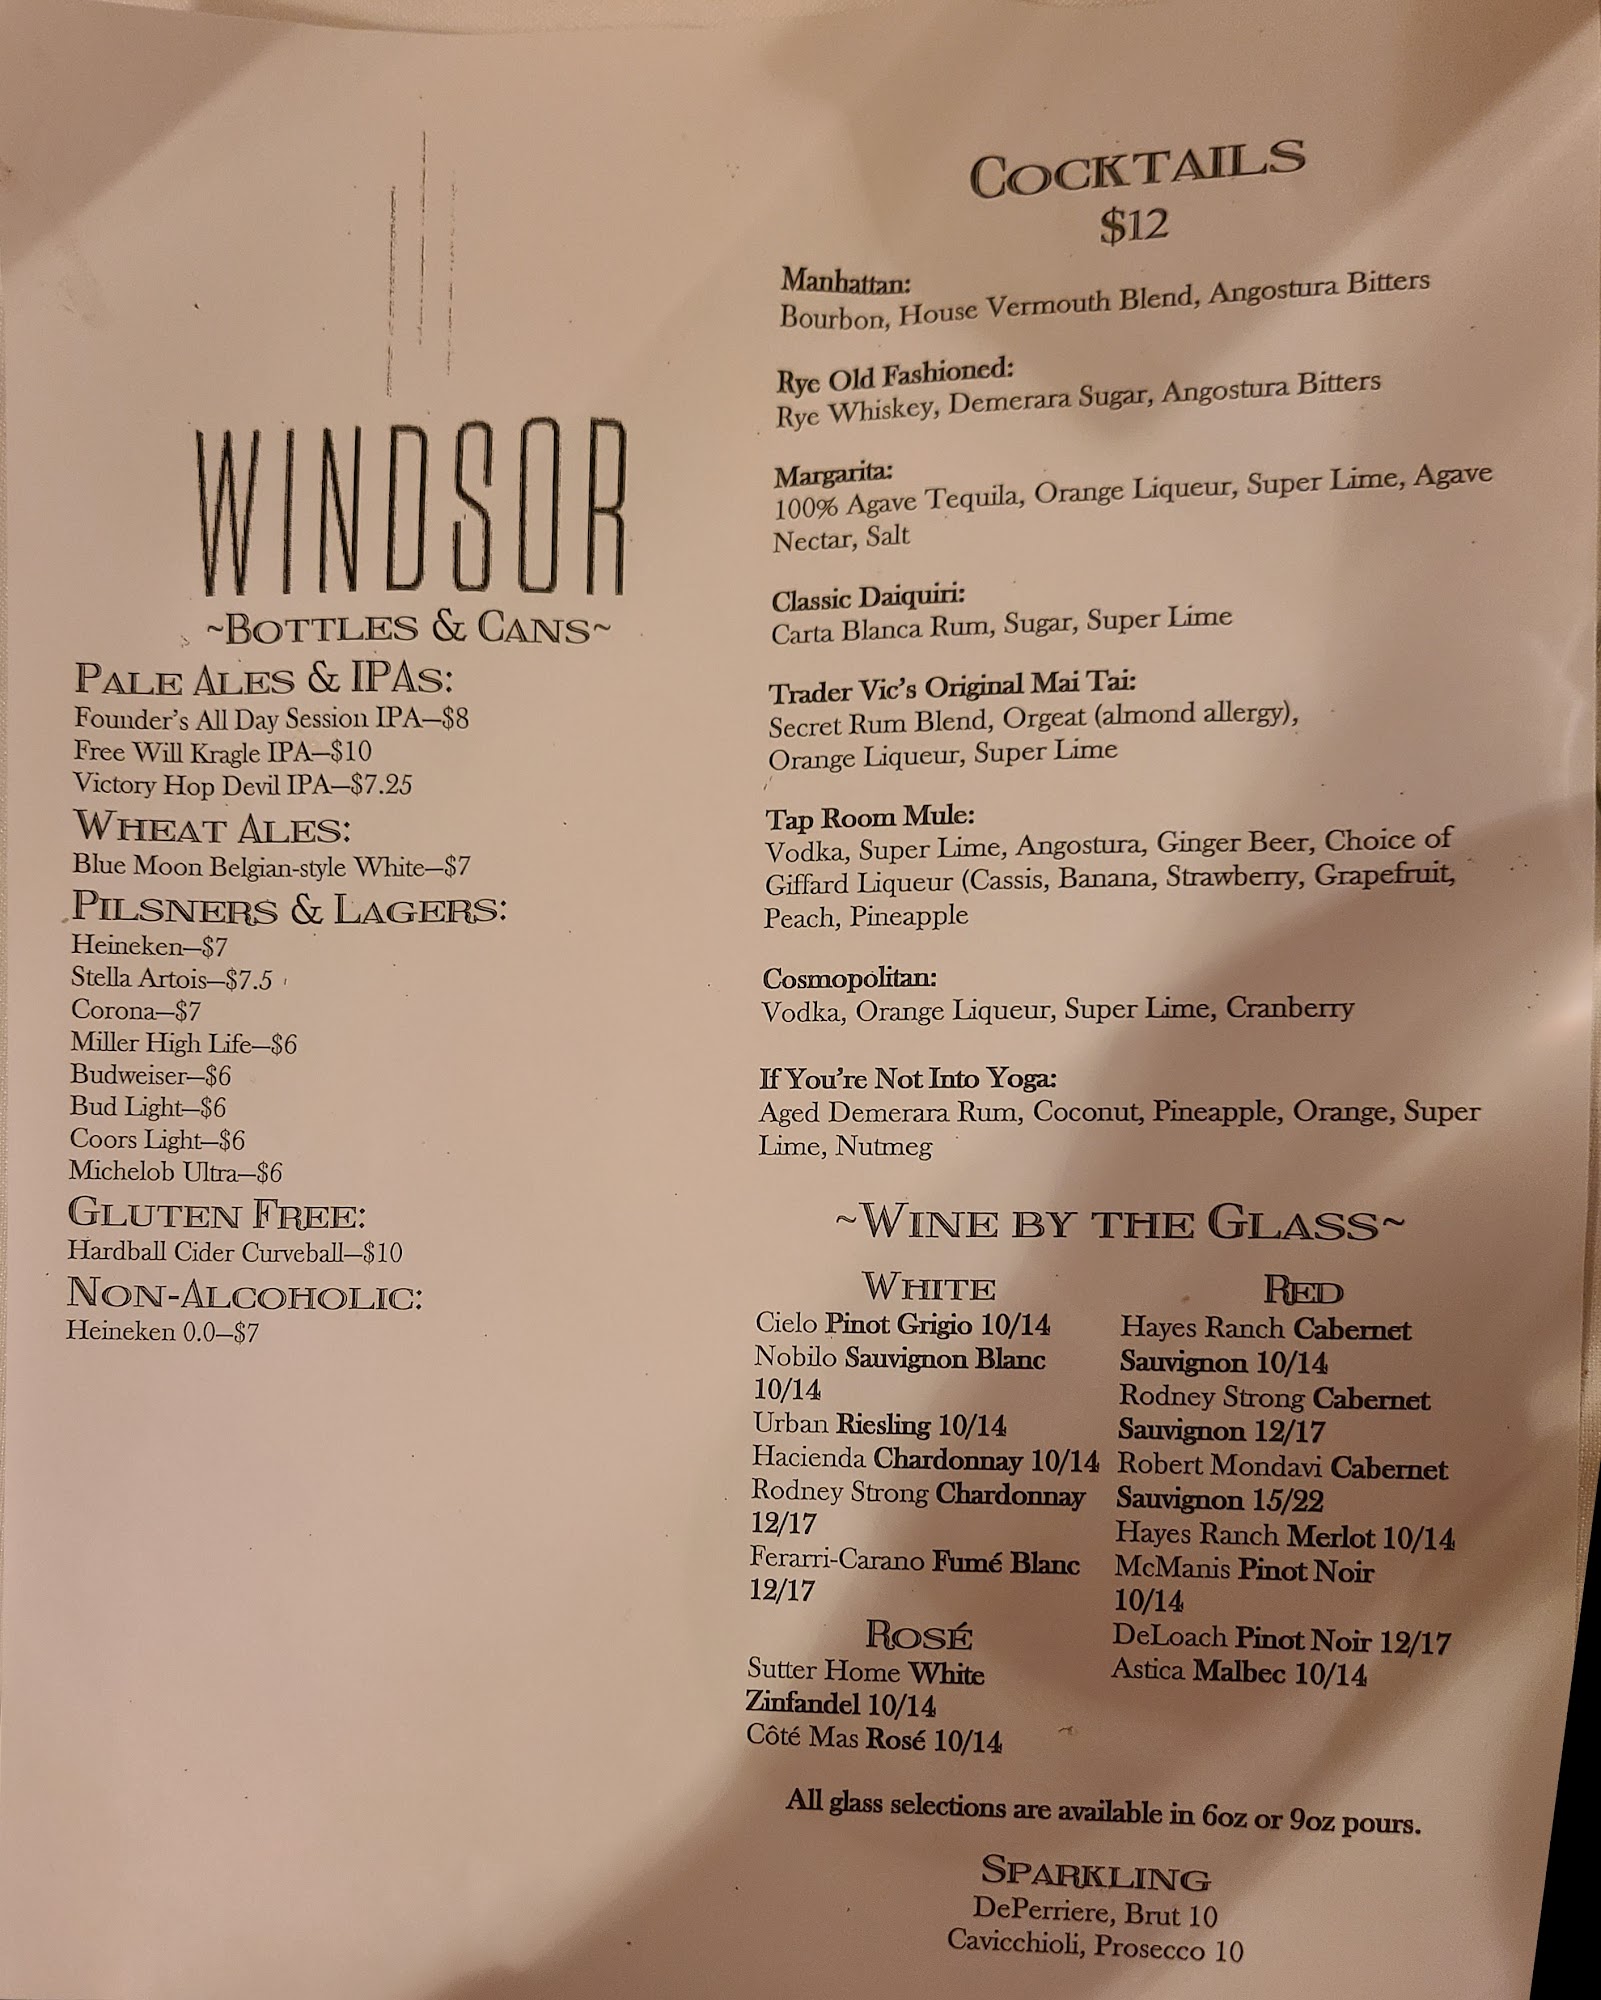 WINDSOR
~BOTTLES & CANS~
PALE ALES & IPAS:
Founder's All Day Session IPA—$8
Free Will Kragle IPA—$10
Victory Hop Devil IPA—$7.25
WHEAT ALES:
Blue Moon Belgian-style White—$7
PILSNERS & LAGERS:
Heineken—$7
Stella Artois—$7.5
Corona—$7
Miller High Life—$6
Budweiser—$6
Bud Light—$6
Coors Light—$6
Michelob Ultra—$6
GLUTEN FREE:
Hardball Cider Curveball—$10
NON-ALCOHOLIC:
Heineken 0.0—$7
COCKTAILS
$12
Manhattan:
Bourbon, House Vermouth Blend, Angostura Bitters
Rye Old Fashioned:
Rye Whiskey, Demerara Sugar, Angostura Bitters
Margarita:
100% Agave Tequila, Orange Liqueur, Super Lime, Agave
Nectar, Salt
Classic Daiquiri:
Carta Blanca Rum, Sugar, Super Lime
Trader Vic's Original Mai Tai:
Secret Rum Blend, Orgeat (almond allergy),
Orange Liqueur, Super Lime
Tap Room Mule:
Vodka, Super Lime, Angostura, Ginger Beer, Choice of
Giffard Liqueur (Cassis, Banana, Strawberry, Grapefruit,
Peach, Pineapple
Cosmopolitan:
Vodka, Orange Liqueur, Super Lime, Cranberry
If You're Not Into Yoga:
Aged Demerara Rum, Coconut, Pineapple, Orange, Super
Lime, Nutmeg
~WINE BY THE GLASS~
WHITE
Cielo Pinot Grigio 10/14
Nobilo Sauvignon Blanc
10/14
Urban Riesling 10/14
Hacienda Chardonnay 10/14
Rodney Strong Chardonnay
12/17
Ferarri-Carano Fumé Blanc
12/17
ROSÉ
Sutter Home White
Zinfandel 10/14
Côté Mas Rosé 10/14
RED
Hayes Ranch Cabernet
Sauvignon 10/14
Rodney Strong Cabernet
Sauvignon 12/17
Robert Mondavi Cabernet
Sauvignon 15/22
Hayes Ranch Merlot 10/14
McManis Pinot Noir
10/14
DeLoach Pinot Noir 12/17
Astica Malbec 10/14
All glass selections are available in 6oz or 9oz pours.
SPARKLING
DePerriere, Brut 10
Cavicchioli, Prosecco 10